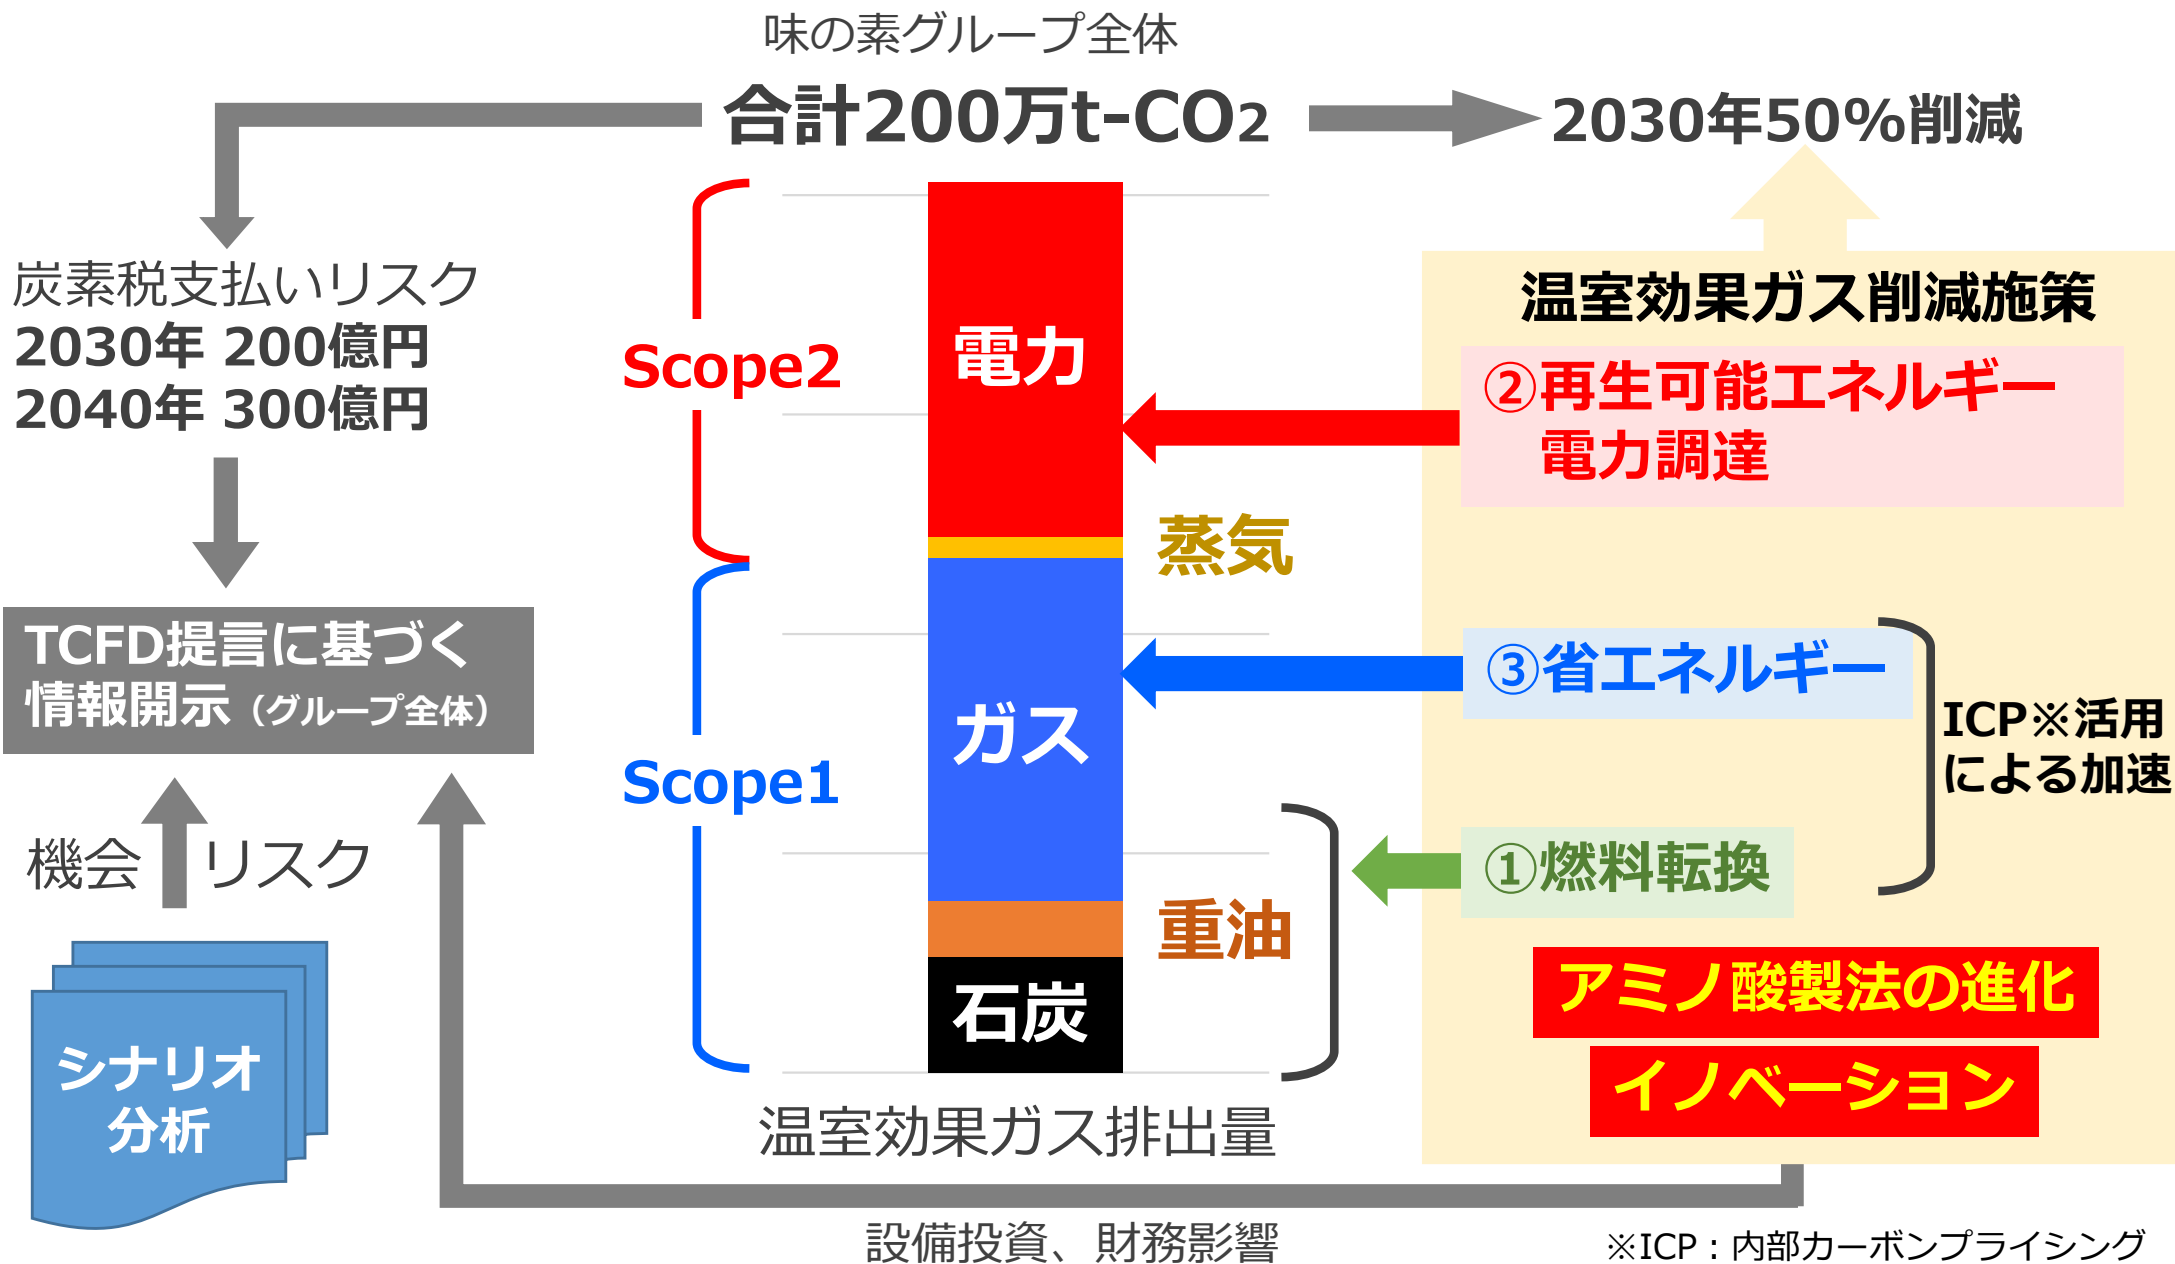 味の素グループ全体
合計200万t-CO2
2030年50%削減
炭素税支払いリスク
2030年 200億円
2040年 300億円
TCFD提言に基づく
情報開示（グループ全体）
機会
リスク
シナリオ
分析
Scope2
Scope1
電力
蒸気
ガス
重油
石炭
温室効果ガス排出量
温室効果ガス削減施策
②再生可能エネルギー
電力調達
③省エネルギー
ICP※活用
による加速
①燃料転換
アミノ酸製法の進化
イノベーション
設備投資、財務影響
※ICP：内部カーボンプライシング